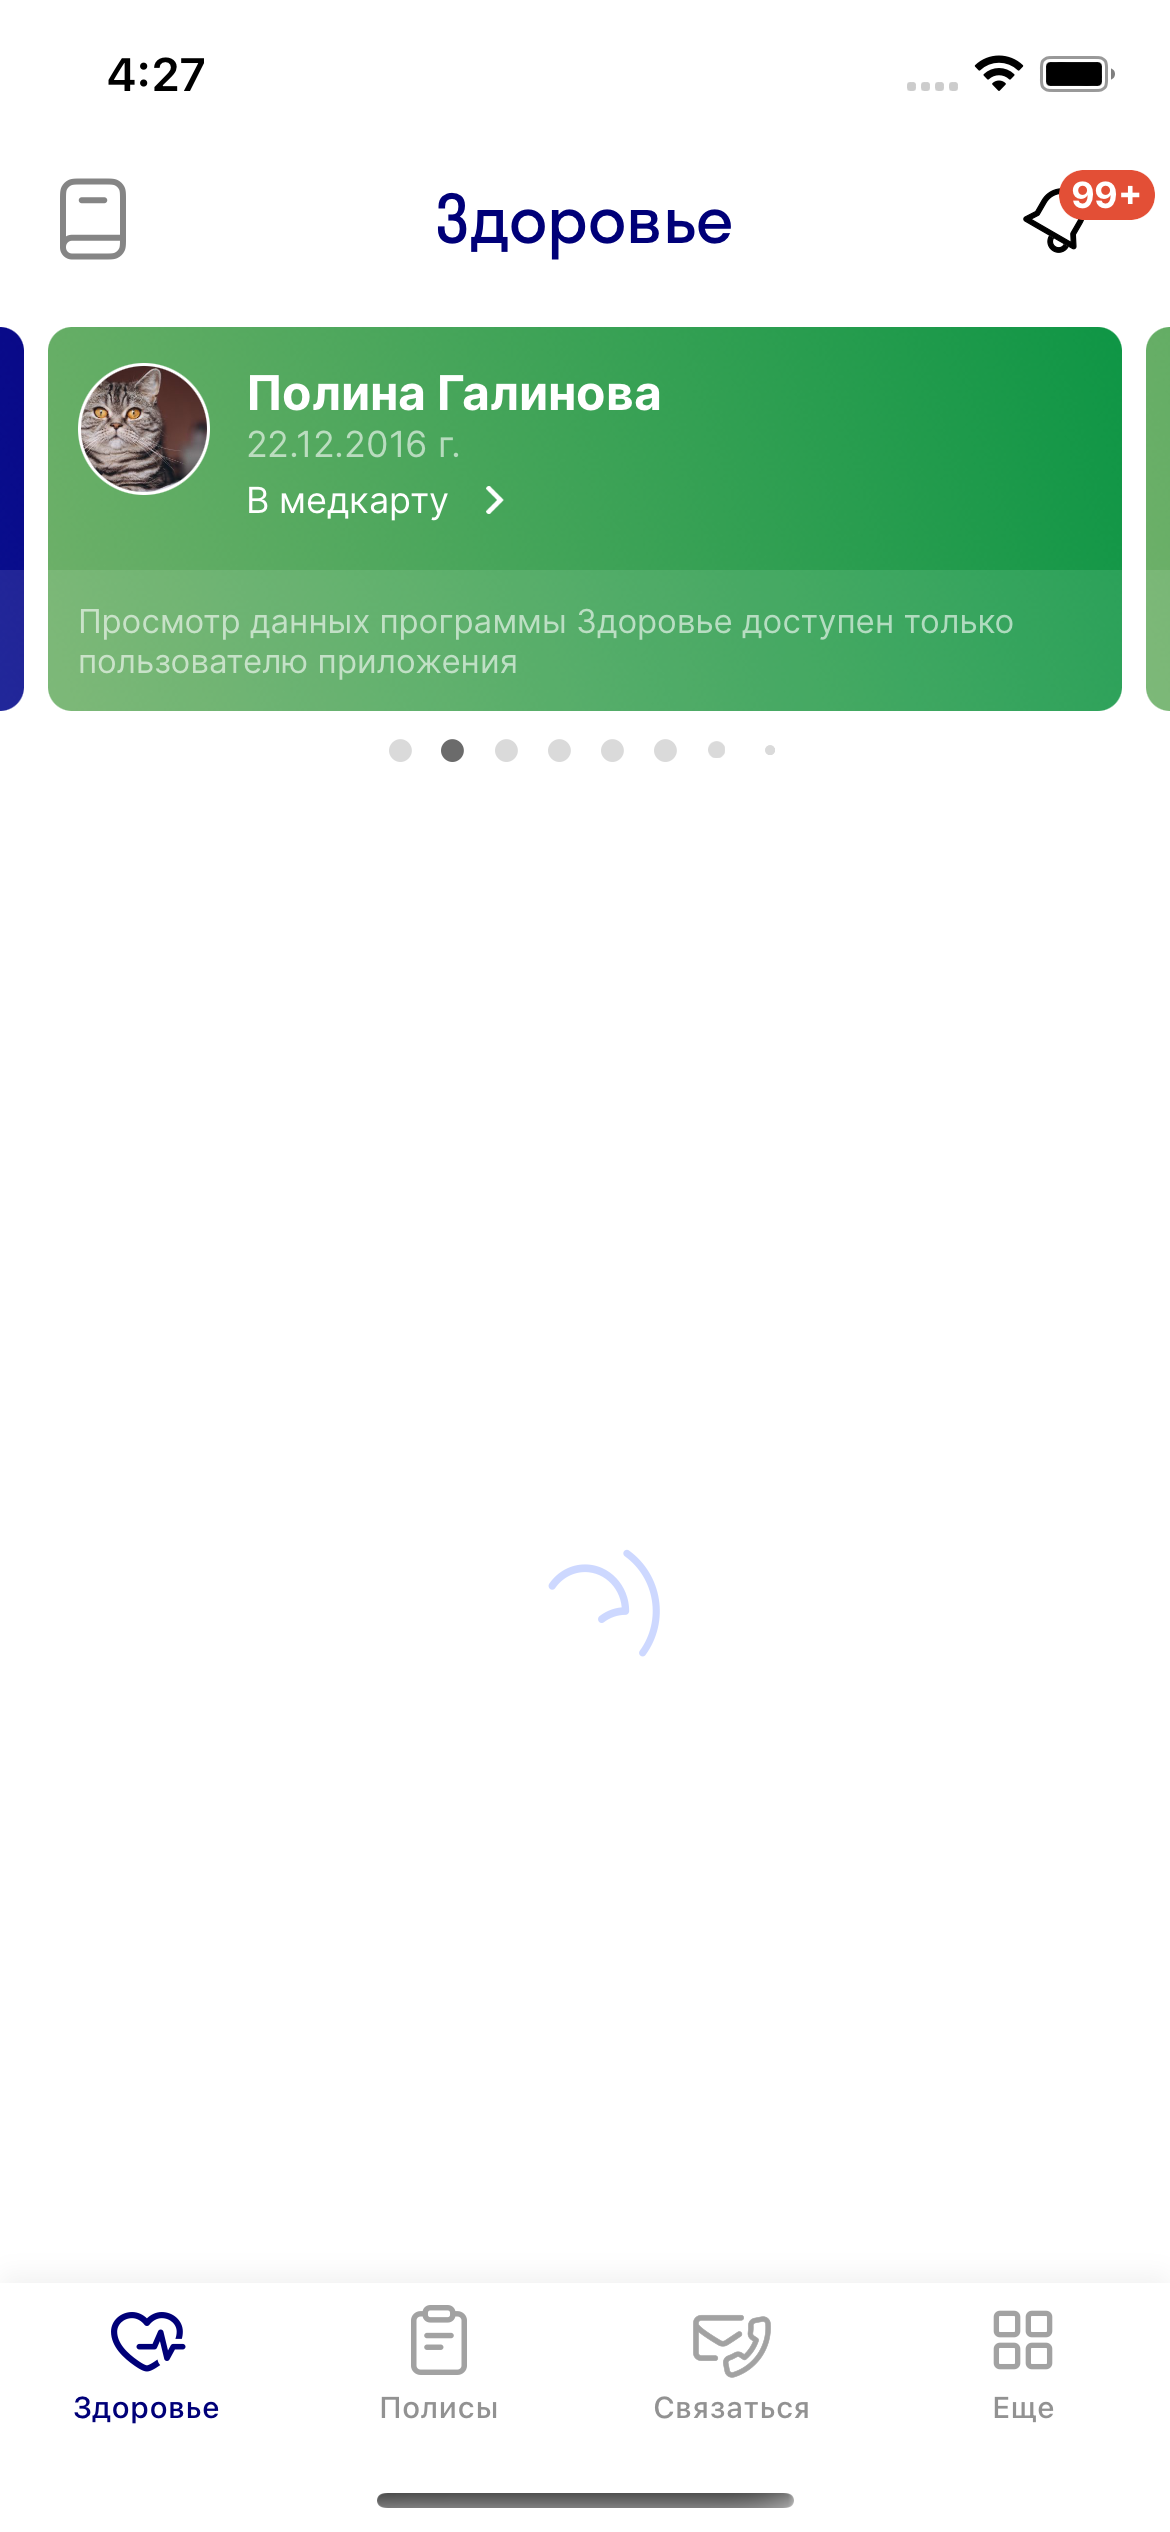 4:27
Здоровье
99+
Полина Галинова
22.12.2016 г.
В медкарту
Просмотр данных программы Здоровье доступен только
пользователю приложения
Здоровье
Полисы
Связаться
Еще